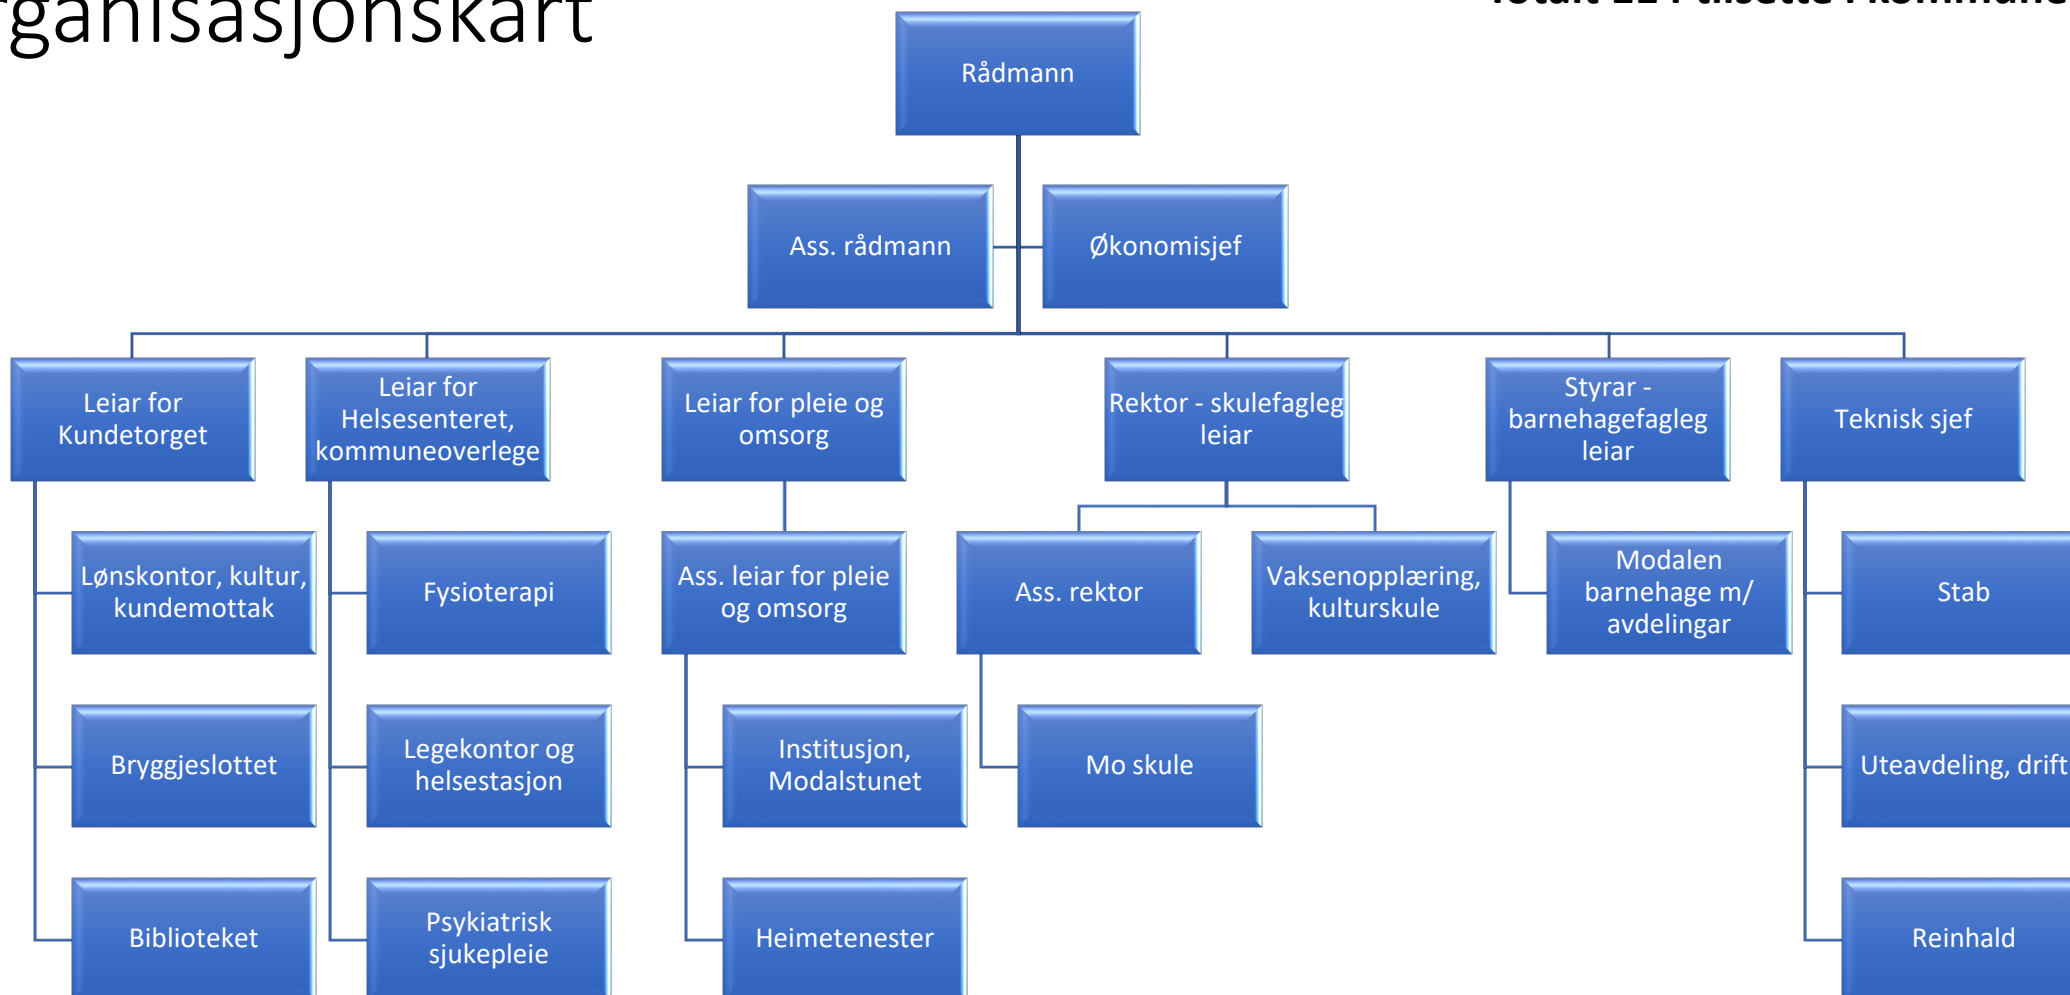 rganisasjonskart
Rådmann
Ass. rådmann
Økonomisjef
Leiar for
Kundetorget
Leiar for
Helsesenteret,
kommuneoverlege
Leiar for pleie og
omsorg
Rektor - skulefagleg
leiar
Styrar -
barnehagefagleg
leiar
Teknisk sjef
Lønskontor, kultur,
kundemottak
Fysioterapi
Ass. leiar for pleie
og omsorg
Ass. rektor
Vaksenopplæring,
kulturskule
Modalen
barnehage m/
avdelingar
Stab
Bryggjeslottet
Legekontor og
helsestasjon
Institusjon,
Modalstunet
Mo skule
Uteavdeling, drift
Biblioteket
Psykiatrisk
sjukepleie
Heimetenester
Reinhald